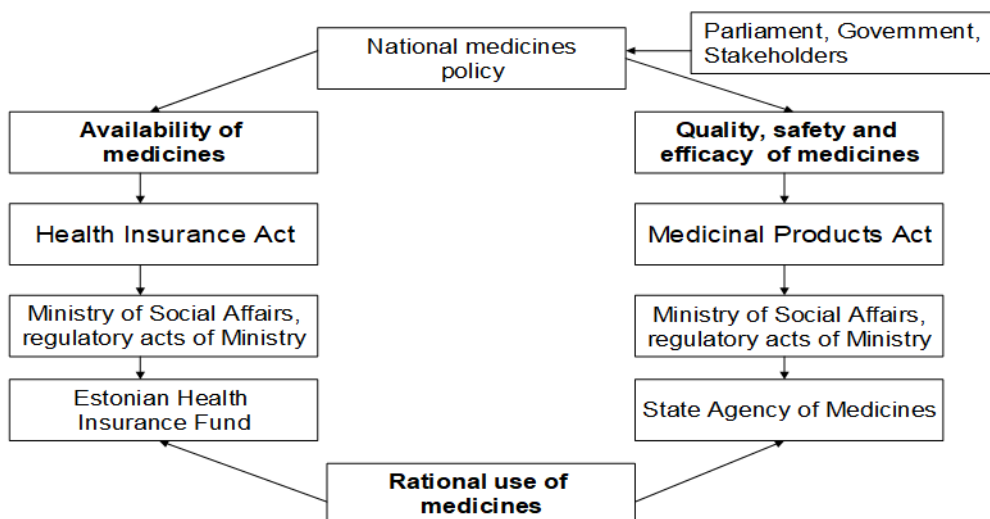 Parliament, Government,
Stakeholders
National medicines
policy
Availability of
medicines
Quality, safety and
efficacy of medicines
Health Insurance Act
Medicinal Products Act
Ministry of Social Affairs,
regulatory acts of Ministry
Ministry of Social Affairs,
regulatory acts of Ministry
Estonian Health
Insurance Fund
State Agency of Medicines
Rational use of
medicines